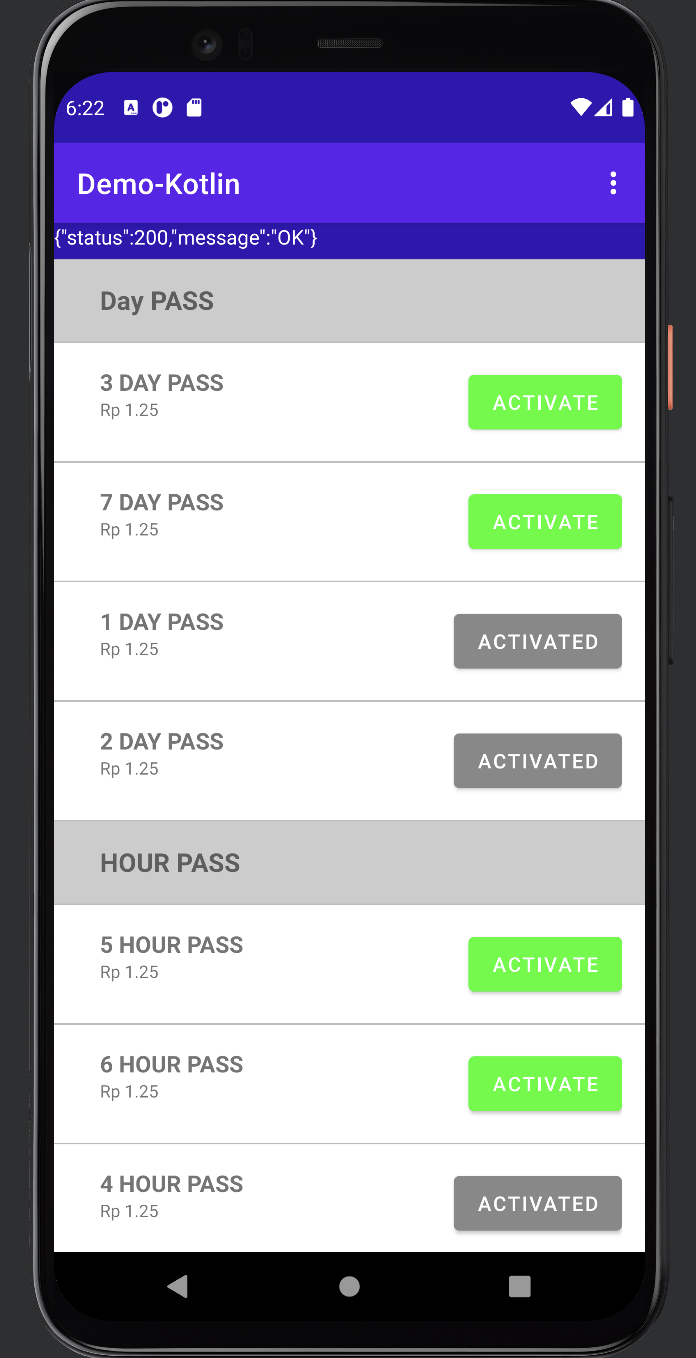 6:22
Demo-Kotlin
{"status":200,"message":"OK"}
Day PASS
3 DAY PASS
Rp 1.25
ACTIVATE
7 DAY PASS
Rp 1.25
ACTIVATE
1 DAY PASS
Rp 1.25
ACTIVATED
2 DAY PASS
Rp 1.25
ACTIVATED
HOUR PASS
5 HOUR PASS
Rp 1.25
ACTIVATE
6 HOUR PASS
Rp 1.25
ACTIVATE
4 HOUR PASS
Rp 1.25
ACTIVATED